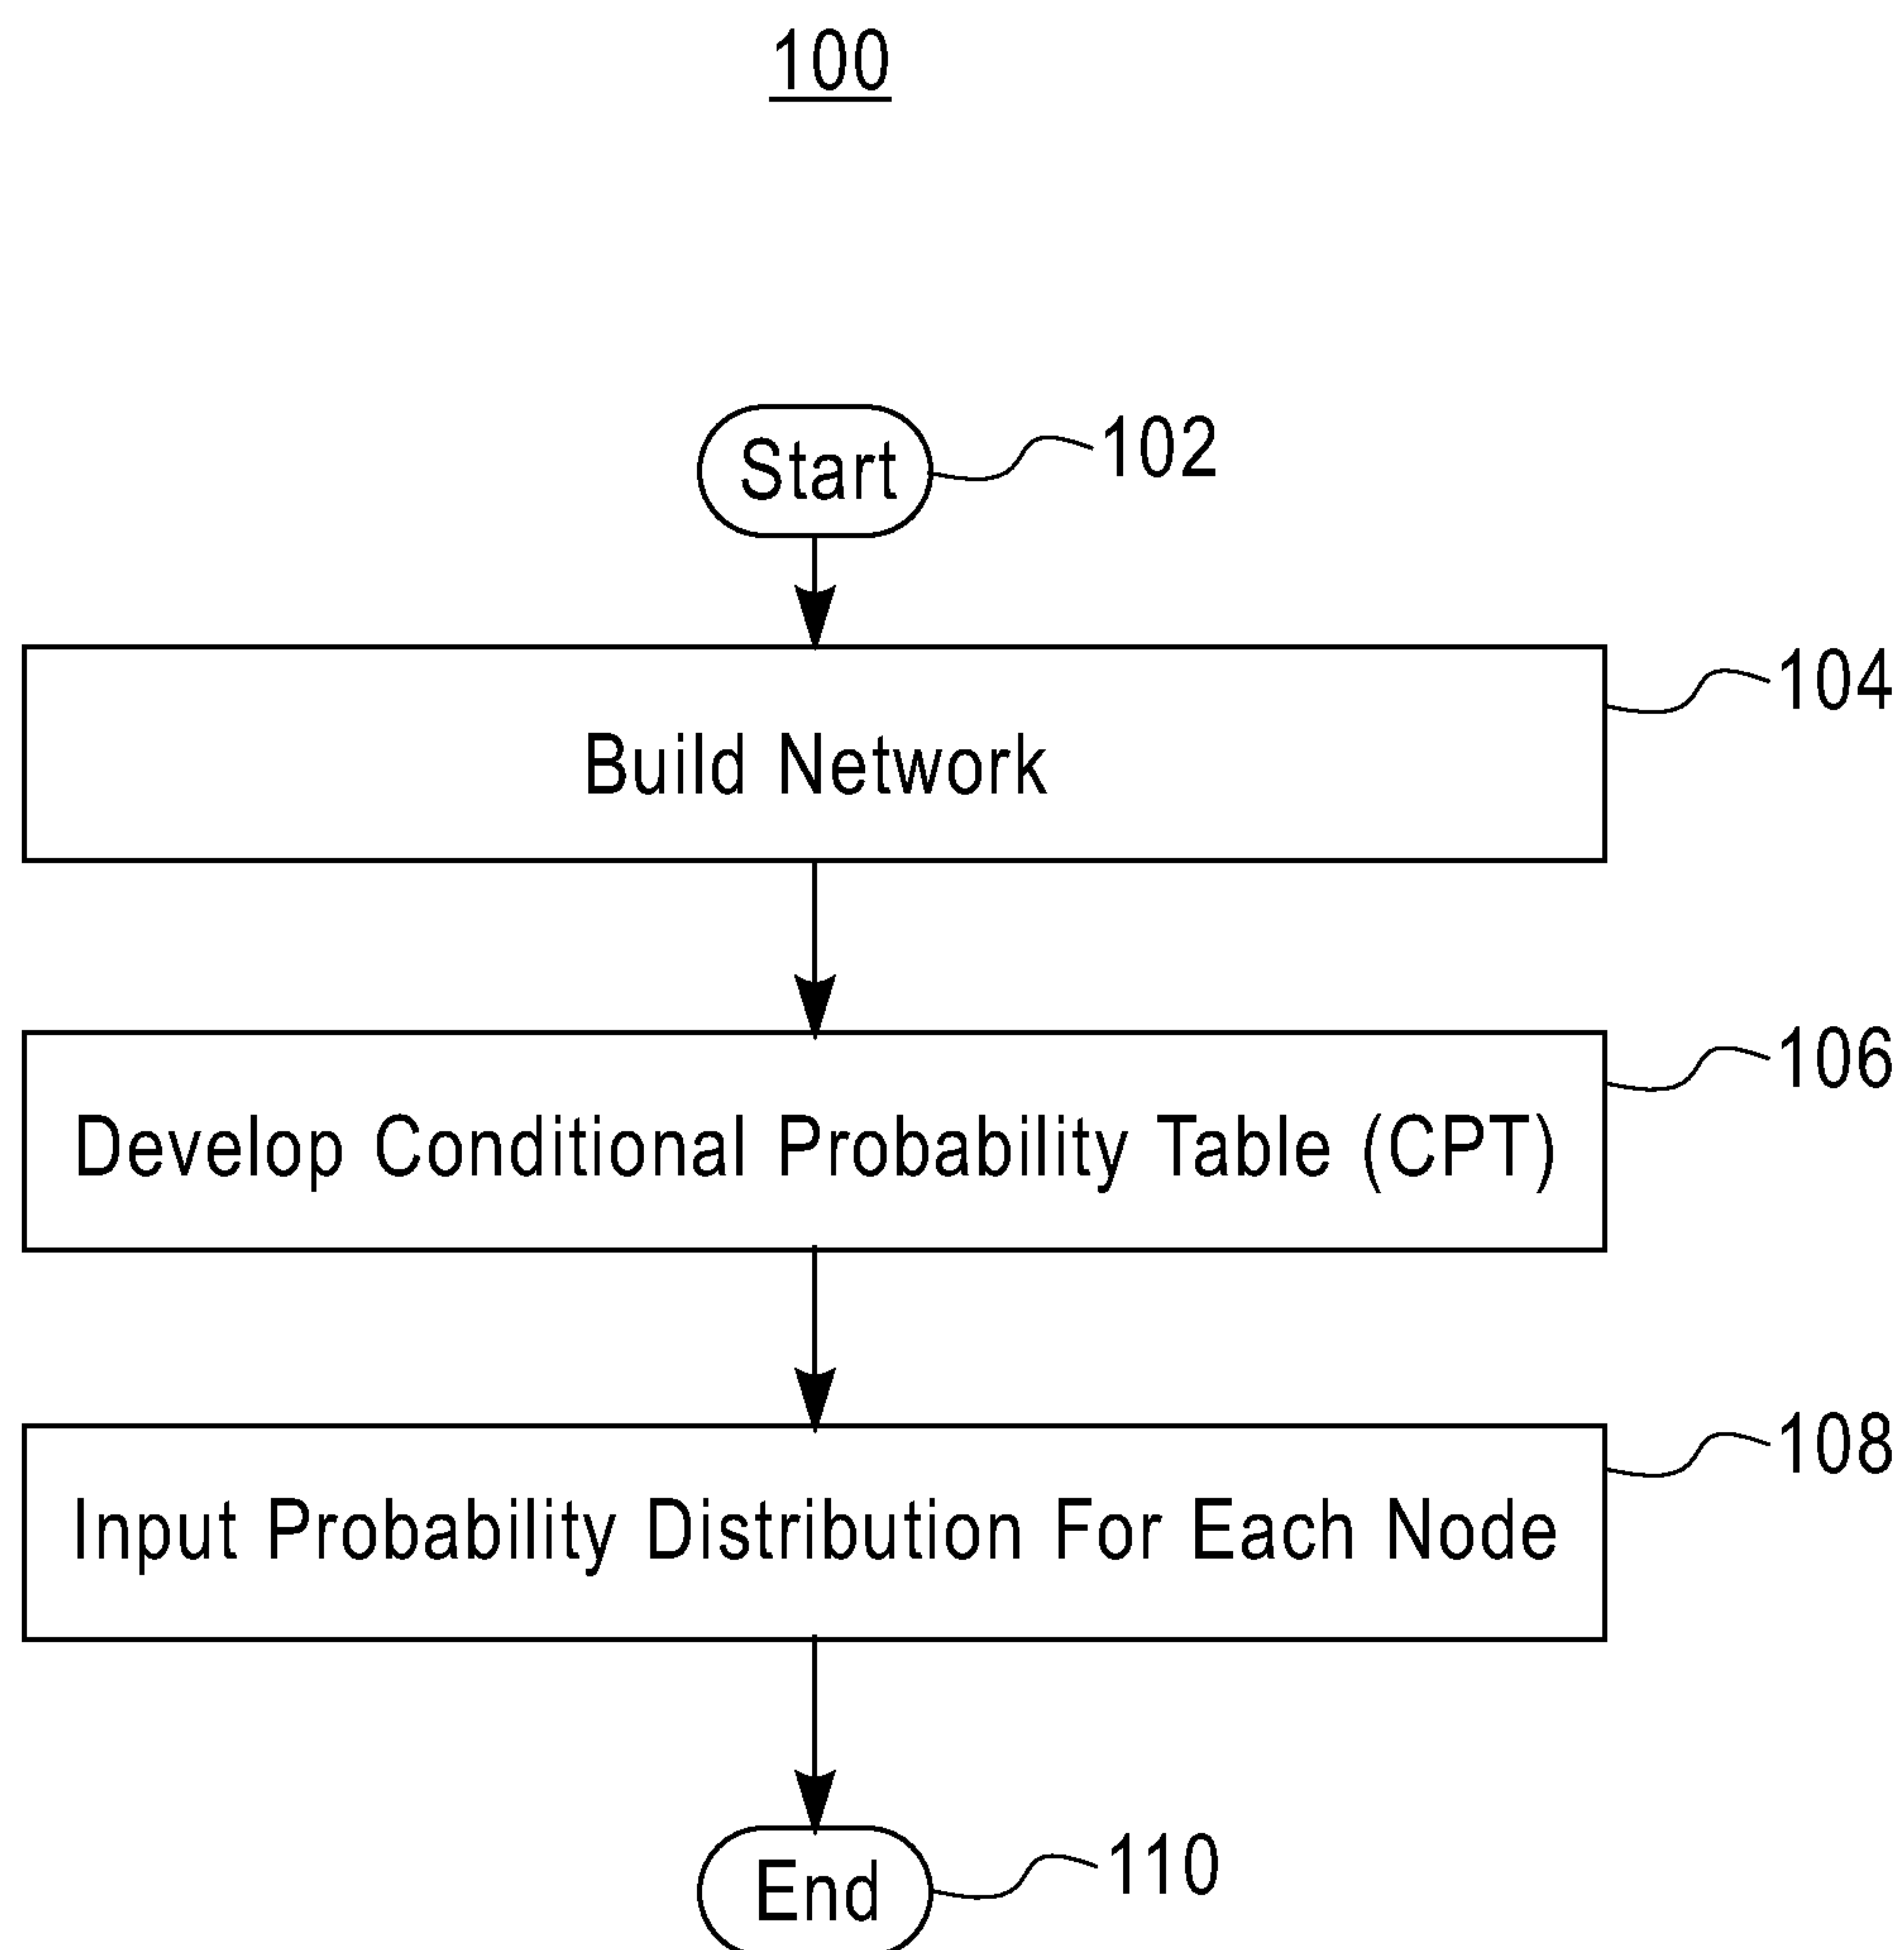 100
Start
102
104
Build Network
106
Develop Conditional Probability Table (CPT)
108
Input Probability Distribution For Each Node
End
110